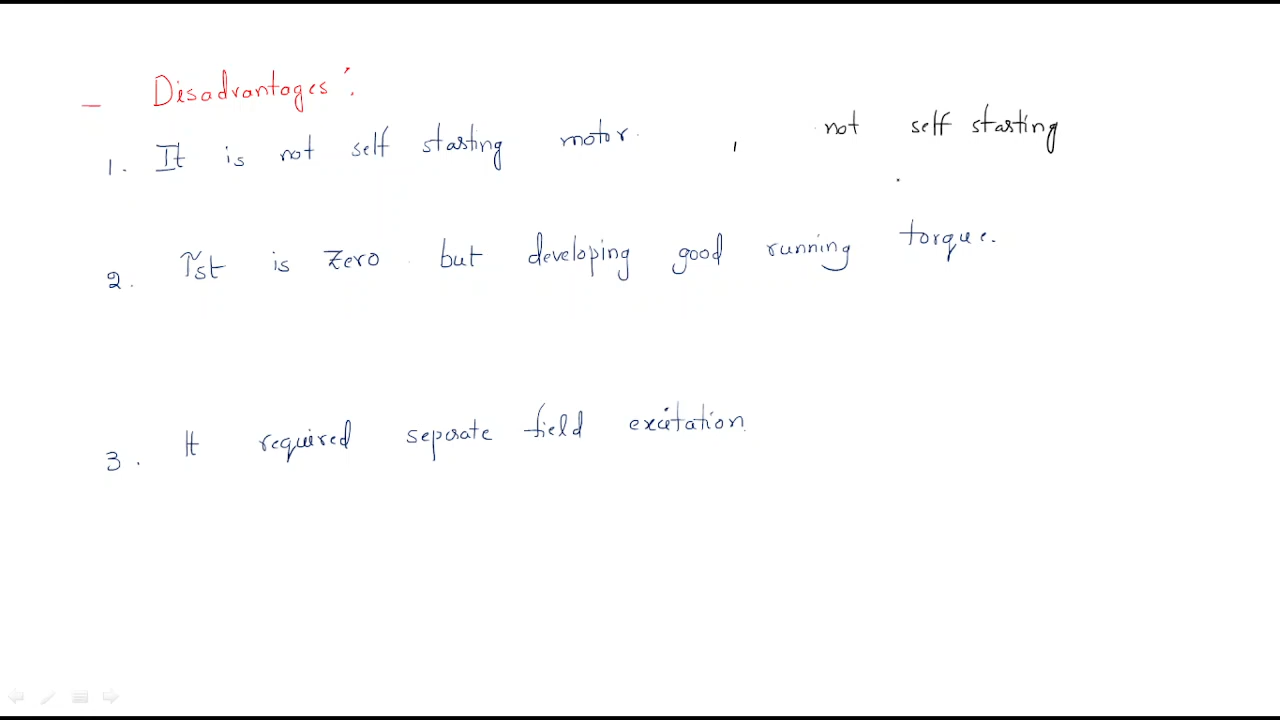 - Disadvantages :
1. It is not self starting motor. , not self starting
2. Tst is zero but developing good running torque.
3. It required seperate field excitation.